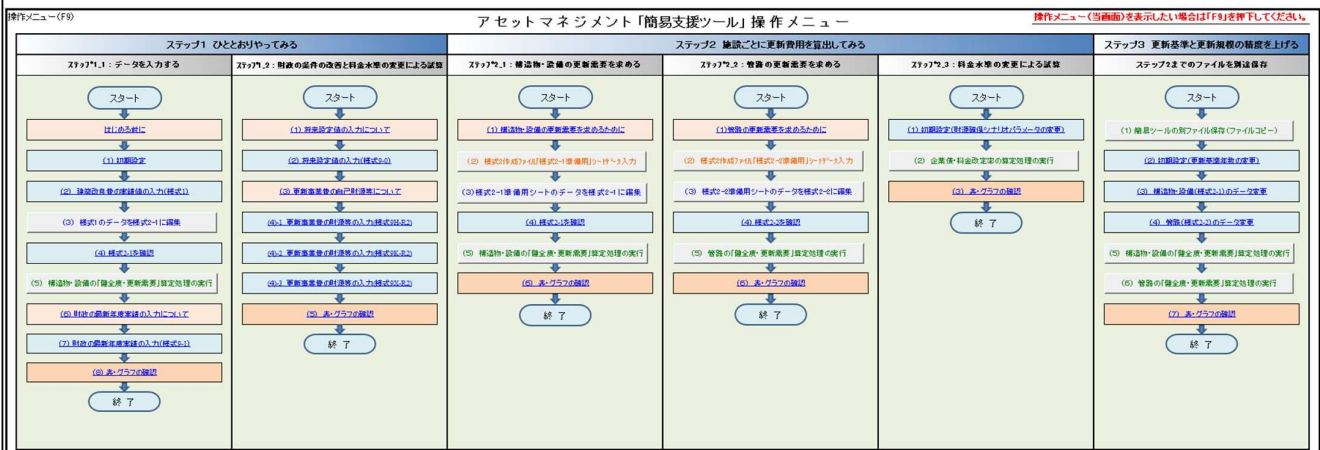 操作メニュー(F9)
アセットマネジメント「簡易支援ツール」操作メニュー
操作メニュー(当画面)を表示したい場合は「F9」を押下してください。
ステップ1 ひととおりやってみる
ステップ2 施設ごとに更新費用を算出してみる
ステップ3 更新基準と更新規模の精度を上げる
ステップ1_1:データを入力する
スタート
はじめる前に
(1) 初期設定
(2) 建設改良費の実績値の入力(様式1)
(3) 様式1のデータを様式2-1に編集
(4) 様式2-1を確認
(5) 構造物・設備の「健全度・更新需要」算定処理の実行
(6) 財政の最新年度実績の入力について
(7) 財政の最新年度実績の入力(様式9-1)
(8) 表・グラフの確認
終 了
ステップ1_2:財政の条件の改善と料金水準の変更による試算
スタート
(1) 将来設定値の入力について
(2) 将来設定値の入力(様式9-0)
(3) 更新事業費の自己財源等について
(4)-1 更新事業費の財源等の入力(様式9H-R2)
(4)-2 更新事業費の財源等の入力(様式9K-R2)
(4)-3 更新事業費の財源等の入力(様式9X-R2)
(5) 表・グラフの確認
終 了
ステップ2_1:構造物・設備の更新需要を求める
スタート
(1) 構造物・設備の更新需要を求めるために
(2) 様式2作成ファイル「様式2-1準備用」シートデータ入力
(3)様式2-1準備用シートのデータを様式2-1に編集
(4) 様式2-1を確認
(5) 構造物・設備の「健全度・更新需要」算定処理の実行
(6) 表・グラフの確認
終 了
ステップ2_2:管路の更新需要を求める
スタート
(1)管路の更新需要を求めるために
(2) 様式2作成ファイル「様式2-2準備用」シートデータ入力
(3) 様式2-2準備用シートのデータを様式2-2に編集
(4) 様式2-2を確認
(5) 管路の「健全度・更新需要」算定処理の実行
(6) 表・グラフの確認
終 了
ステップ2_3:料金水準の変更による試算
スタート
(1) 初期設定(財源確保シナリオパラメータの変更)
(2) 企業債・料金改定率の算定処理の実行
(3) 表・グラフの確認
終 了
ステップ2までのファイルを別途保存
スタート
(1) 簡易ツールの別ファイル保存(ファイルコピー)
(2) 初期設定(更新基準年数の変更)
(3) 構造物・設備(様式2-1)のデータ変更
(4) 管路(様式2-2)のデータ変更
(5) 構造物・設備の「健全度・更新需要」算定処理の実行
(6) 管路の「健全度・更新需要」算定処理の実行
(7) 表・グラフの確認
終 了